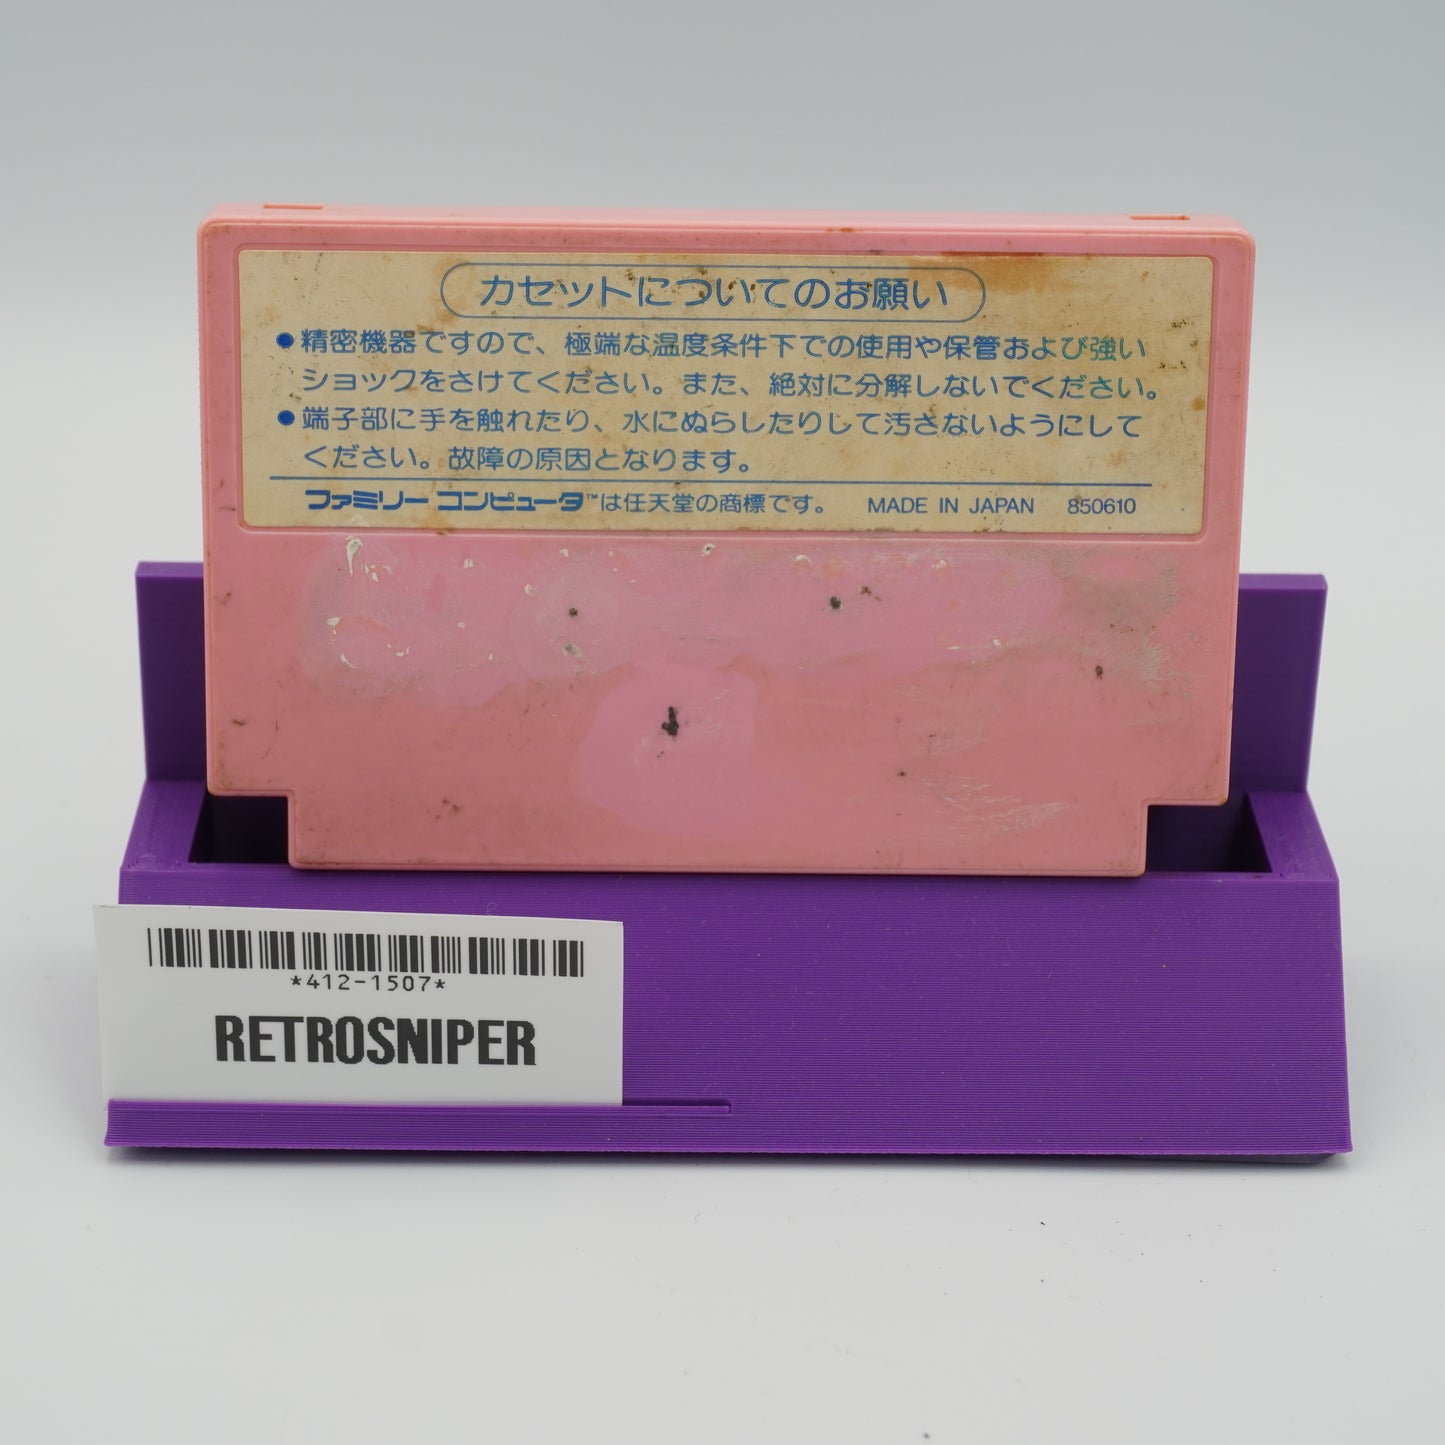 カセットについてのお願い
●精密機器ですので、極端な温度条件下での使用や保管および強い
ショックをさけてください。また、絶対に分解しないでください。
●端子部に手を触れたり、水にぬらしたりして汚さないようにして
ください。故障の原因となります。
ファミリーコンピュータ™は任天堂の商標です。 MADE IN JAPAN 850610
*412-1507*
RETROSNIPER